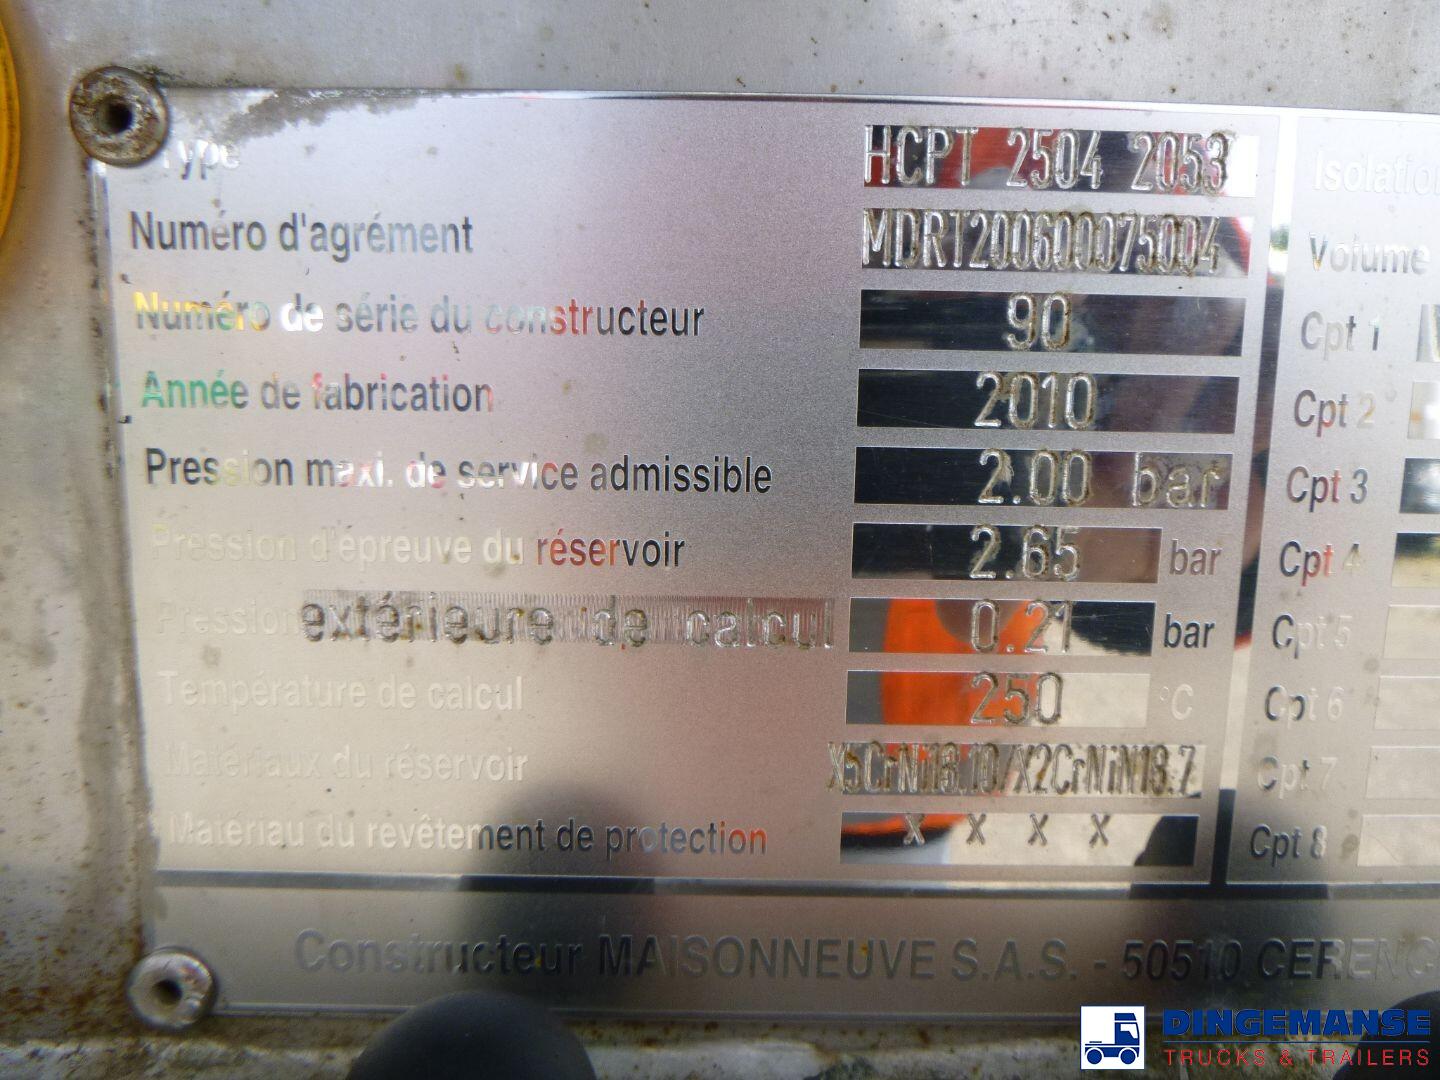 Type HCPT 2504 2053
Numéro d'agrément MDRT200600075004
Numéro de série du constructeur 90
Année de fabrication 2010
Pression maxi. de service admissible 2.00 bar
Pression d'épreuve du réservoir 2.65 bar
Pression extérieure de calcul 0.21 bar
Température de calcul 250 °C
Matériaux du réservoir X5CrNi18.10/X2CrNiN18.7
Matériau du revêtement de protection x x x x
Isolation
Volume
Cpt 1
Cpt 2
Cpt 3
Cpt 4
Cpt 5
Cpt 6
Cpt 7
Cpt 8
Constructeur MAISONNEUVE S.A.S. - 50510 CERENC
DINGEMANSE
TRUCKS & TRAILERS